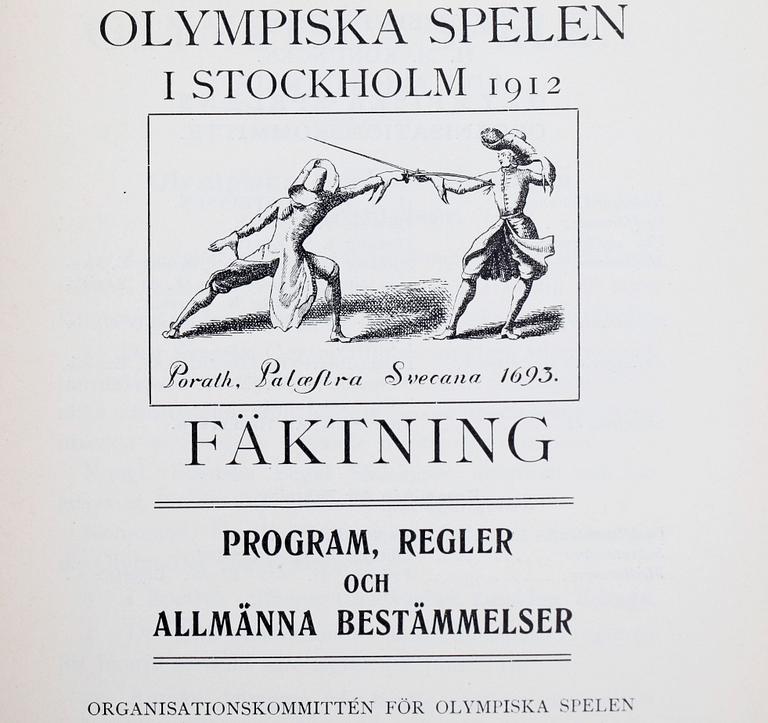 OLYMPISKA SPELEN
I STOCKHOLM 1912
Porath, Palæſtra Svecana 1693.
FÄKTNING
PROGRAM, REGLER
OCH
ALLMÄNNA BESTÄMMELSER
ORGANISATIONSKOMMITTÉN FÖR OLYMPISKA SPELEN